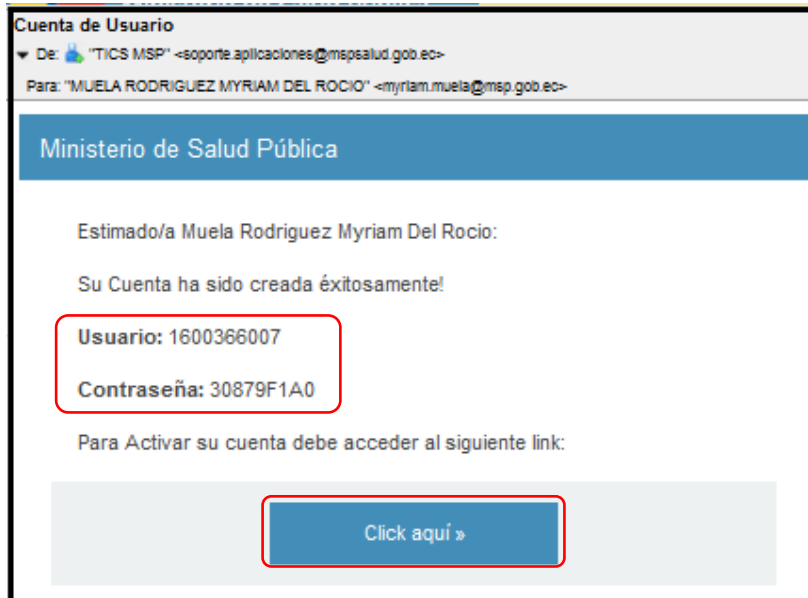 Cuenta de Usuario
De: "TICS MSP" <soporte.aplicaciones@mspsalud.gob.ec>
Para: "MUELA RODRIGUEZ MYRIAM DEL ROCIO" <myriam.muela@msp.gob.ec>
Ministerio de Salud Pública
Estimado/a Muela Rodriguez Myriam Del Rocio:
Su Cuenta ha sido creada éxitosamente!
Usuario: 1600366007
Contraseña: 30879F1A0
Para Activar su cuenta debe acceder al siguiente link:
Click aquí »